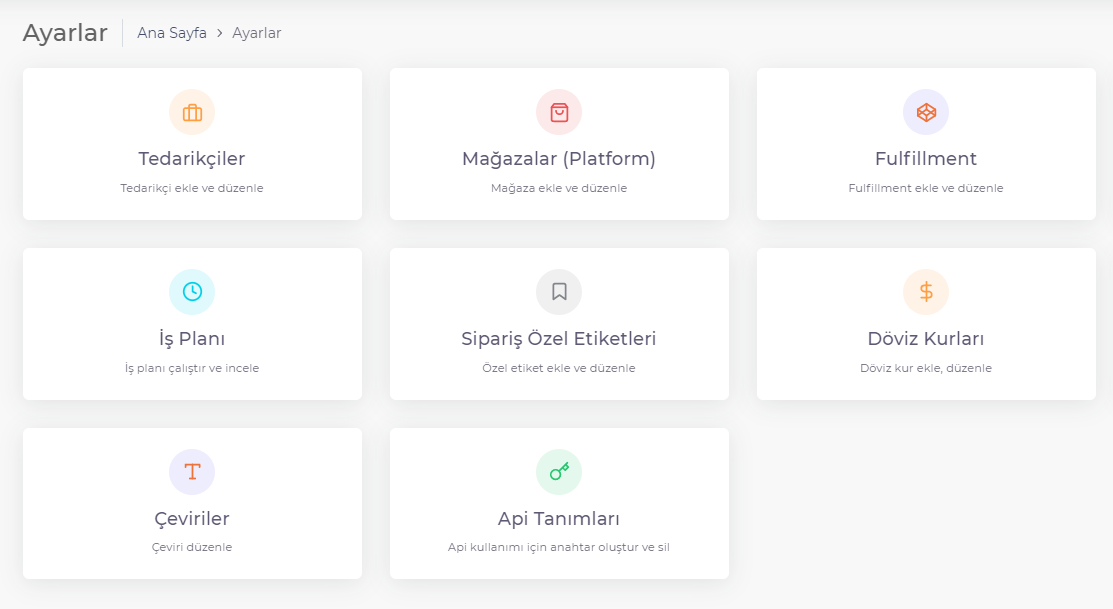 Ayarlar
Ana Sayfa > Ayarlar
Tedarikçiler
Tedarikçi ekle ve düzenle
Mağazalar (Platform)
Mağaza ekle ve düzenle
Fulfillment
Fulfillment ekle ve düzenle
İş Planı
İş planı çalıştır ve incele
Sipariş Özel Etiketleri
Özel etiket ekle ve düzenle
Döviz Kurları
Döviz kur ekle, düzenle
Çeviriler
Çeviri düzenle
Api Tanımları
Api kullanımı için anahtar oluştur ve sil